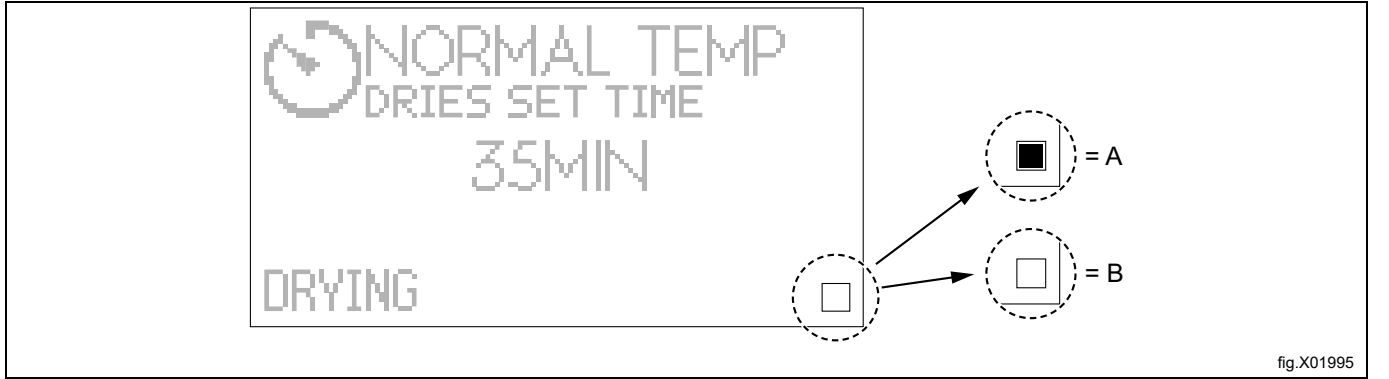 NORMAL TEMP
DRIES SET TIME
35MIN
DRYING
= A
= B
fig.X01995